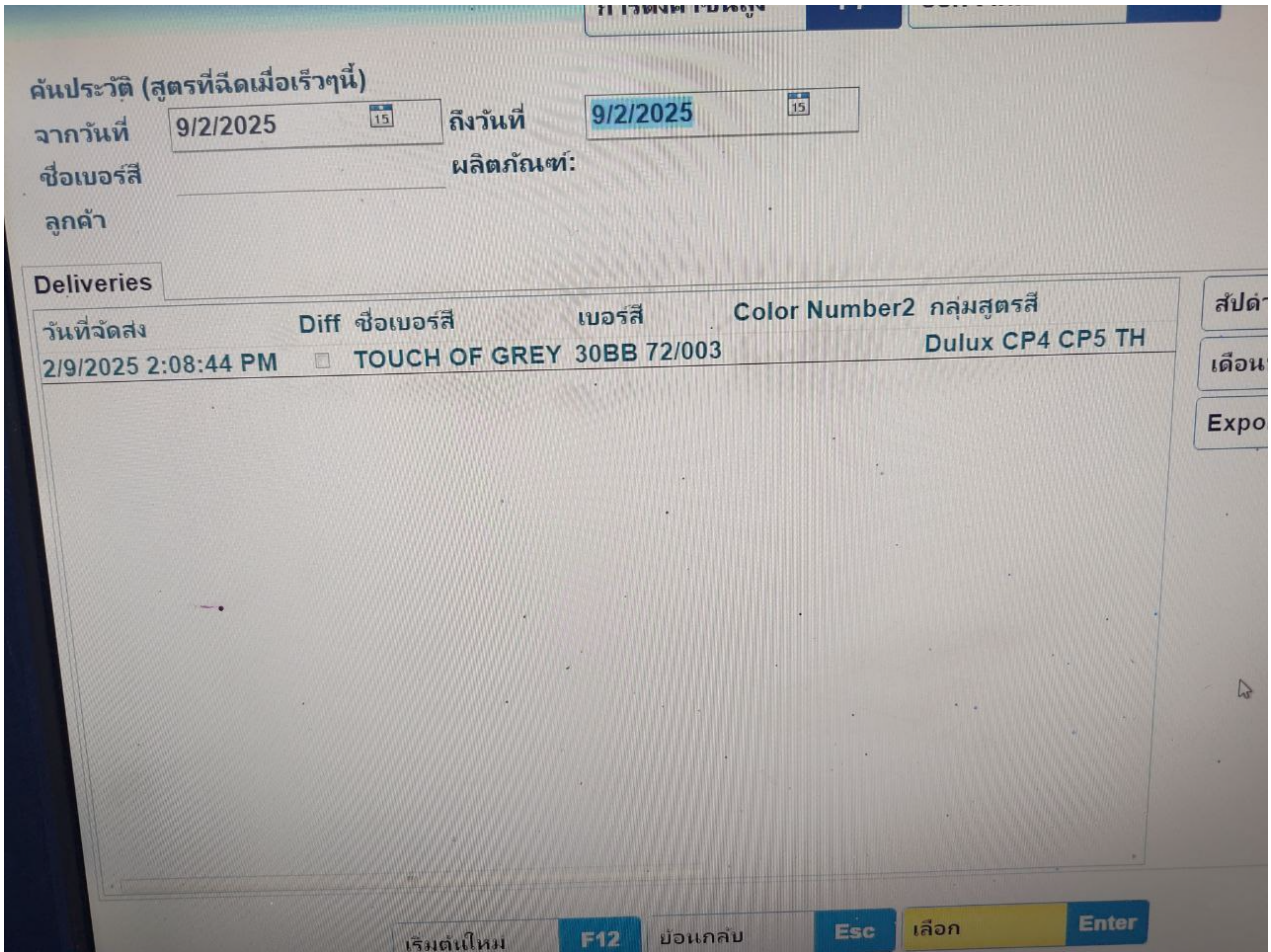 ค้นประวัติ (สูตรที่ฉีดเมื่อเร็วๆนี้)
จากวันที่ 9/2/2025 15 ถึงวันที่ 9/2/2025 15
ชื่อเบอร์สี ผลิตภัณฑ์:
ลูกค้า
Deliveries
วันที่จัดส่ง Diff ชื่อเบอร์สี เบอร์สี Color Number2 กลุ่มสูตรสี
2/9/2025 2:08:44 PM TOUCH OF GREY 30BB 72/003 Dulux CP4 CP5 TH
สัปดา
เดือน
Expo
เริ่มต้นใหม่ F12 ย้อนกลับ Esc เลือก Enter